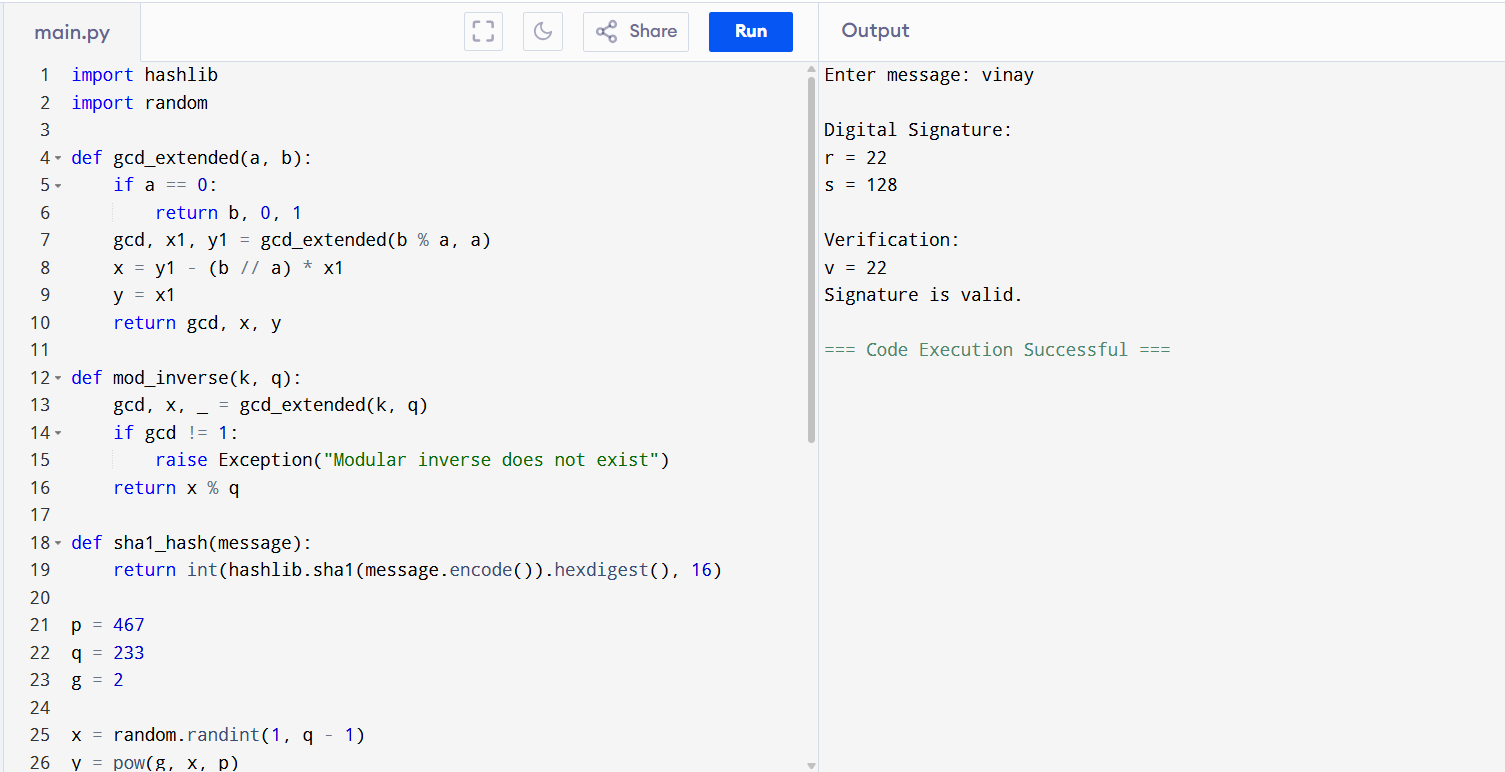 main.py
Share
Run
Output
1 import hashlib
2 import random
3
4 def gcd_extended(a, b):
5     if a == 0:
6         return b, 0, 1
7     gcd, x1, y1 = gcd_extended(b % a, a)
8     x = y1 - (b // a) * x1
9     y = x1
10     return gcd, x, y
11
12 def mod_inverse(k, q):
13     gcd, x, _ = gcd_extended(k, q)
14     if gcd != 1:
15         raise Exception("Modular inverse does not exist")
16     return x % q
17
18 def sha1_hash(message):
19     return int(hashlib.sha1(message.encode()).hexdigest(), 16)
20
21 p = 467
22 q = 233
23 g = 2
24
25 x = random.randint(1, q - 1)
26 y = pow(g, x, p)
Enter message: vinay
Digital Signature:
r = 22
s = 128
Verification:
v = 22
Signature is valid.
=== Code Execution Successful ===